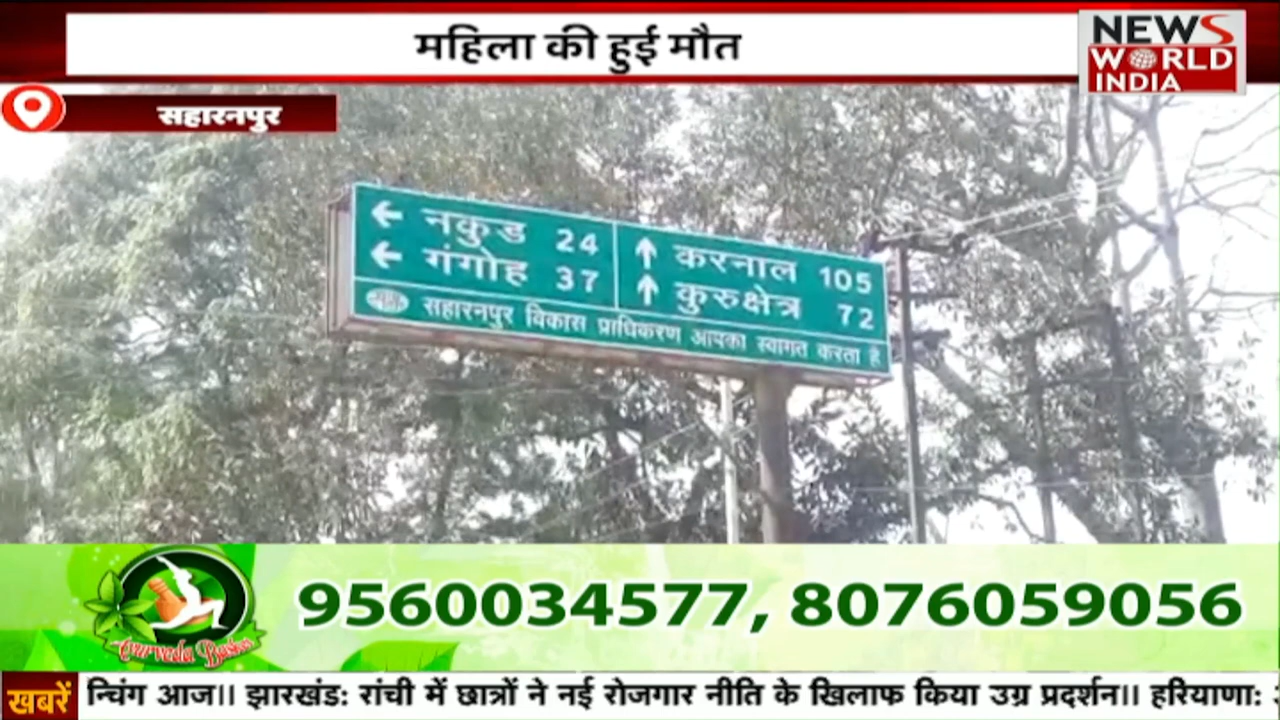 महिला की हुई मौत
NEWS
WORLD
INDIA
सहारनपुर
← नकुड 24
← गंगोह 37
↑ करनाल 105
↑ कुरुक्षेत्र 72
सहारनपुर विकास प्राधिकरण आपका स्वागत करता है
9560034577, 8076059056
Ayurveda
खबरें
न्चिंग आज॥ झारखंड: रांची में छात्रों ने नई रोजगार नीति के खिलाफ किया उग्र प्रदर्शन॥ हरियाणा: